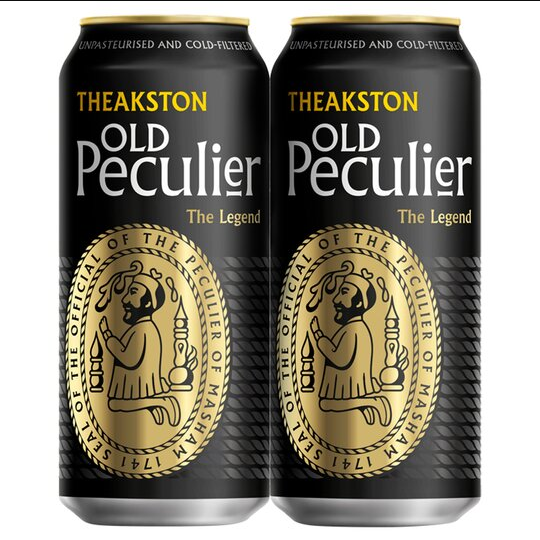 UNPASTEURISED AND COLD-FILTERED
THEAKSTON
OLD
Peculier
The Legend
SEAL OF THE OFFICIAL OF THE PECULIER OF MASHAM 1741
UNPASTEURISED AND COLD-FILTERED
THEAKSTON
OLD
Peculier
The Legend
SEAL OF THE OFFICIAL OF THE PECULIER OF MASHAM 1741